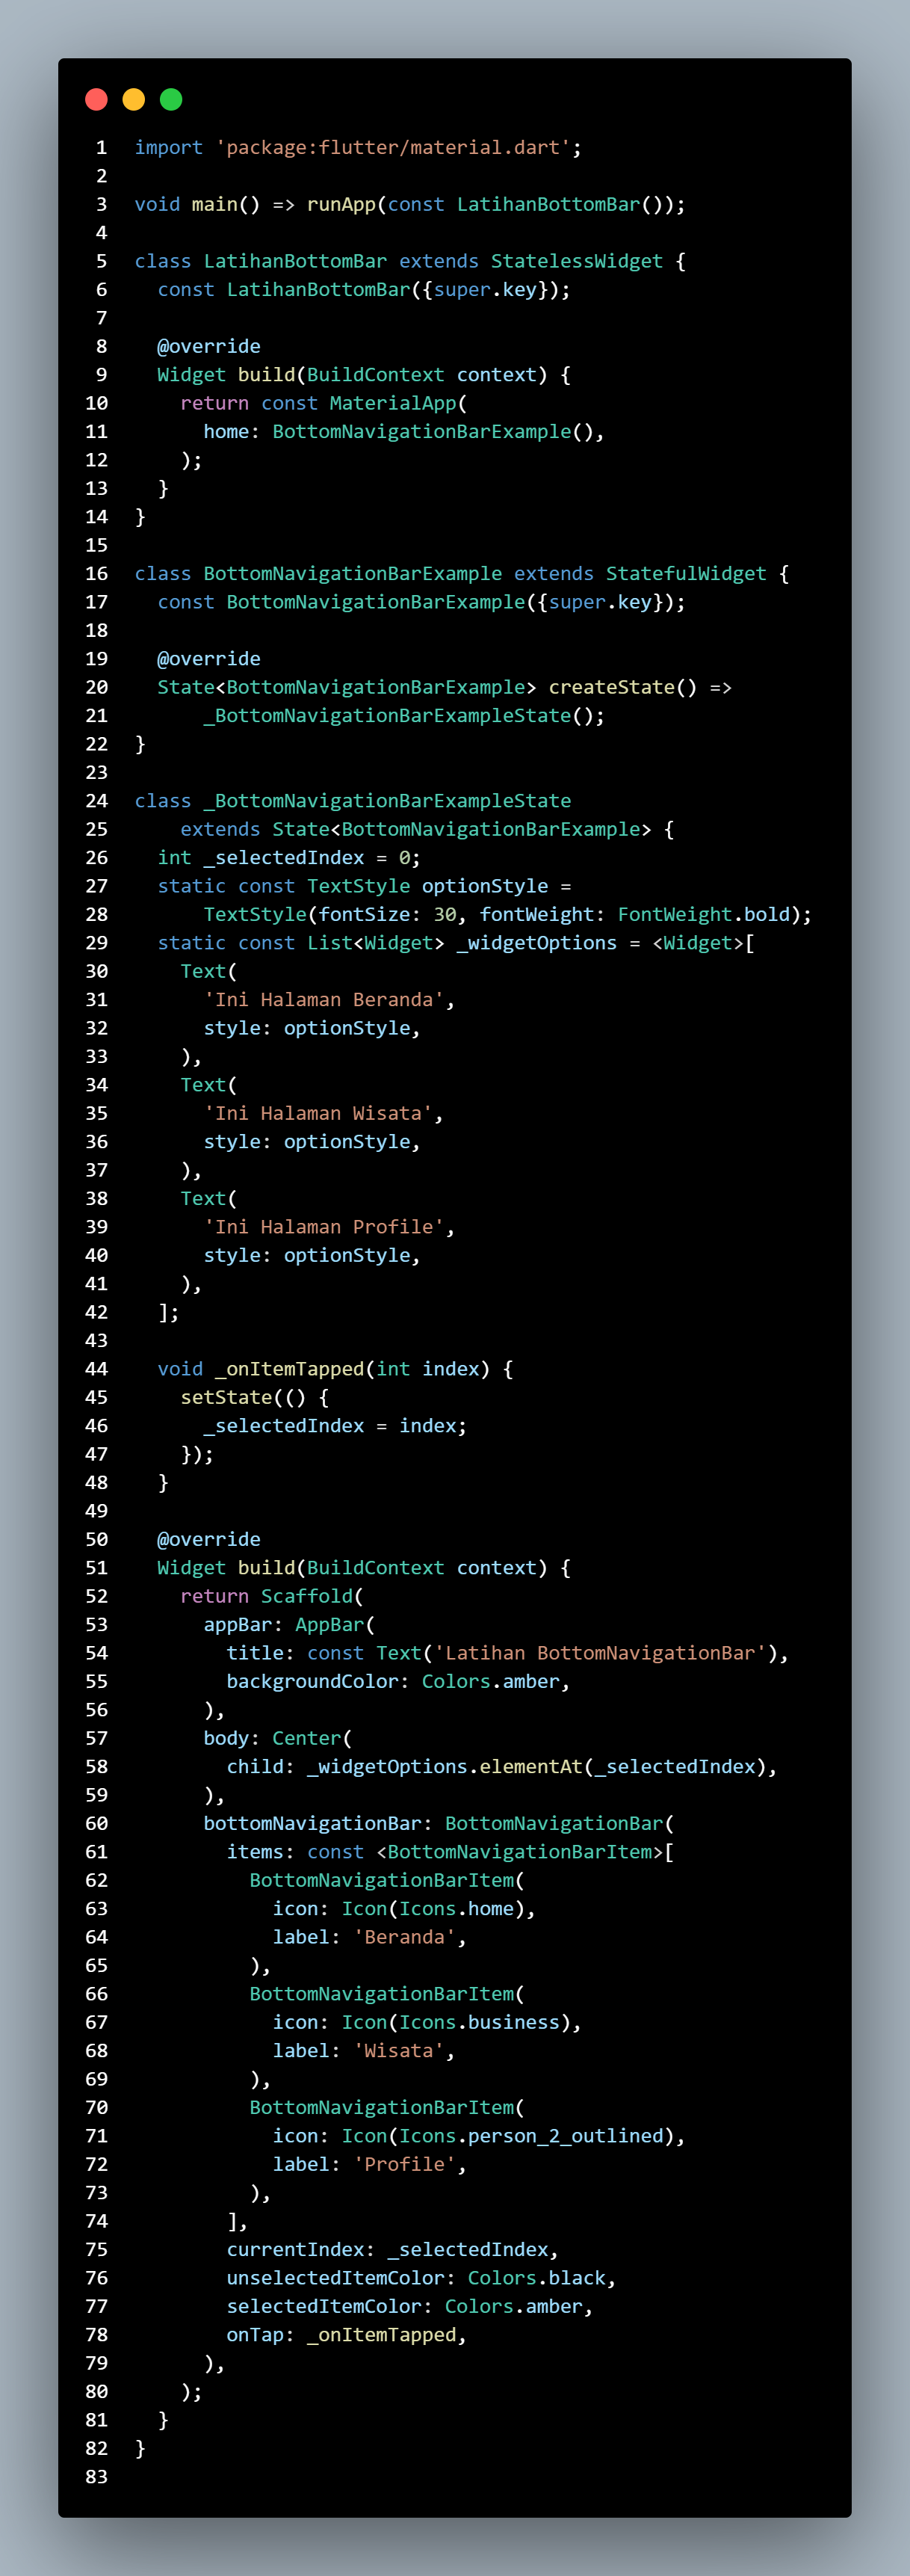 1 import 'package:flutter/material.dart';
2
3 void main() => runApp(const LatihanBottomBar());
4
5 class LatihanBottomBar extends StatelessWidget {
6   const LatihanBottomBar({super.key});
7
8   @override
9   Widget build(BuildContext context) {
10     return const MaterialApp(
11       home: BottomNavigationBarExample(),
12     );
13   }
14 }
15
16 class BottomNavigationBarExample extends StatefulWidget {
17   const BottomNavigationBarExample({super.key});
18
19   @override
20   State<BottomNavigationBarExample> createState() =>
21       _BottomNavigationBarExampleState();
22 }
23
24 class _BottomNavigationBarExampleState
25     extends State<BottomNavigationBarExample> {
26   int _selectedIndex = 0;
27   static const TextStyle optionStyle =
28       TextStyle(fontSize: 30, fontWeight: FontWeight.bold);
29   static const List<Widget> _widgetOptions = <Widget>[
30     Text(
31       'Ini Halaman Beranda',
32       style: optionStyle,
33     ),
34     Text(
35       'Ini Halaman Wisata',
36       style: optionStyle,
37     ),
38     Text(
39       'Ini Halaman Profile',
40       style: optionStyle,
41     ),
42   ];
43
44   void _onItemTapped(int index) {
45     setState(() {
46       _selectedIndex = index;
47     });
48   }
49
50   @override
51   Widget build(BuildContext context) {
52     return Scaffold(
53       appBar: AppBar(
54         title: const Text('Latihan BottomNavigationBar'),
55         backgroundColor: Colors.amber,
56       ),
57       body: Center(
58         child: _widgetOptions.elementAt(_selectedIndex),
59       ),
60       bottomNavigationBar: BottomNavigationBar(
61         items: const <BottomNavigationBarItem>[
62           BottomNavigationBarItem(
63             icon: Icon(Icons.home),
64             label: 'Beranda',
65           ),
66           BottomNavigationBarItem(
67             icon: Icon(Icons.business),
68             label: 'Wisata',
69           ),
70           BottomNavigationBarItem(
71             icon: Icon(Icons.person_2_outlined),
72             label: 'Profile',
73           ),
74         ],
75         currentIndex: _selectedIndex,
76         unselectedItemColor: Colors.black,
77         selectedItemColor: Colors.amber,
78         onTap: _onItemTapped,
79       ),
80     );
81   }
82 }
83